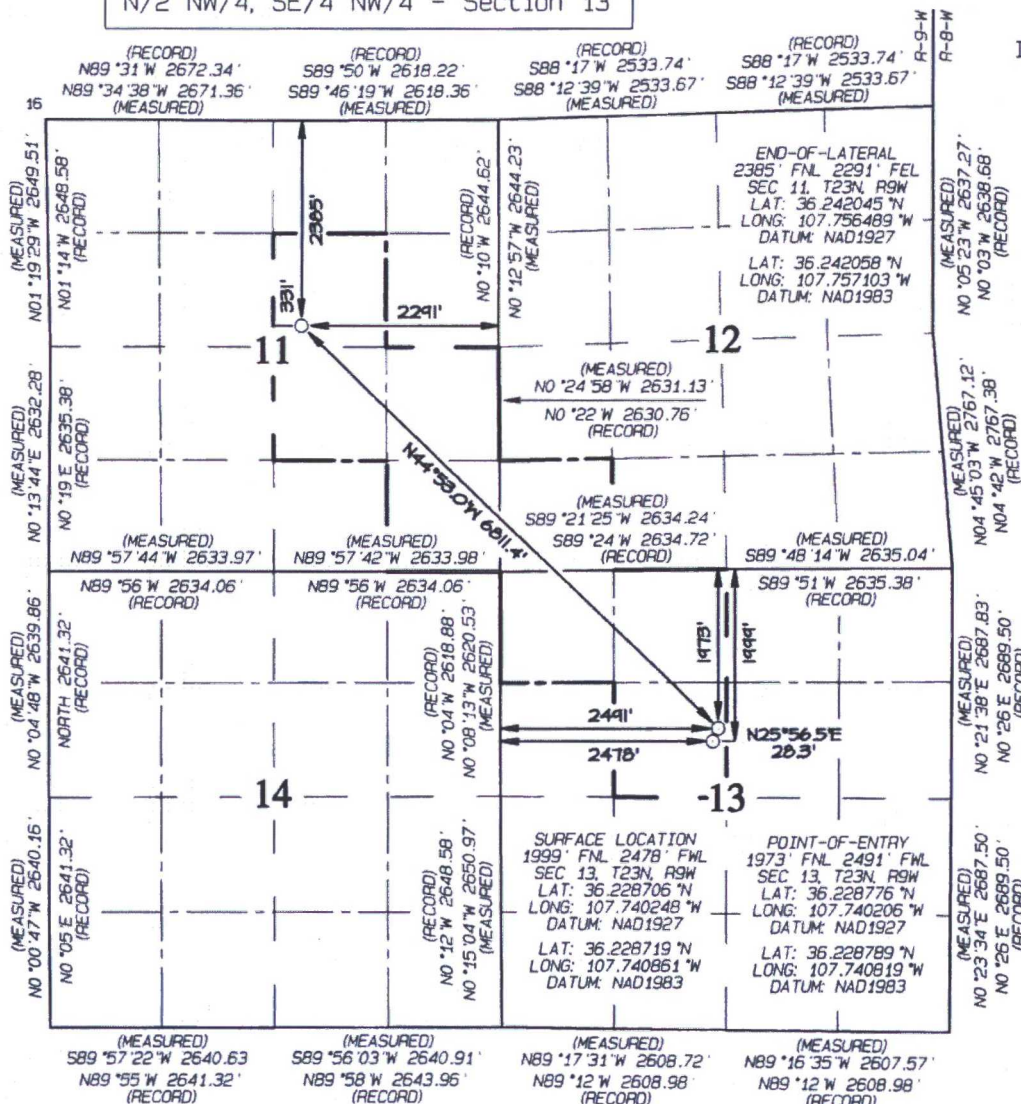 N/2 NW/4, SE/4 NW/4 - Section 13
R-9-W
R-8-W
(RECORD)
N89°31'W 2672.34'
N89°34'38"W 2671.36'
(MEASURED)
(RECORD)
S89°50'W 2618.22'
S89°46'19"W 2618.36'
(MEASURED)
(RECORD)
S88°17'W 2533.74'
S88°12'39"W 2533.67'
(MEASURED)
(RECORD)
S88°17'W 2533.74'
S88°12'39"W 2533.67'
(MEASURED)
16
(MEASURED)
N01°19'29"W 2649.51'
N01°14'W 2648.58'
(RECORD)
2385'
331'
2291'
(RECORD)
N0°10'W 2644.62'
N0°12'57"W 2644.23'
(MEASURED)
END-OF-LATERAL
2385' FNL 2291' FEL
SEC 11, T23N, R9W
LAT: 36.242045°N
LONG: 107.756489°W
DATUM: NAD1927
LAT: 36.242058°N
LONG: 107.757103°W
DATUM: NAD1983
(MEASURED)
N0°05'23"W 2637.27'
N0°03'W 2638.68'
(RECORD)
11
12
(MEASURED)
N0°24'58"W 2631.13'
N0°22'W 2630.76'
(RECORD)
(MEASURED)
N0°13'44"E 2632.28'
N0°19'E 2635.38'
(RECORD)
N44°58.0'W 6811.4'
(MEASURED)
N04°45'03"W 2767.12'
N04°42'W 2767.38'
(RECORD)
(MEASURED)
N89°57'44"W 2633.97'
N89°56'W 2634.06'
(RECORD)
(MEASURED)
N89°57'42"W 2633.98'
N89°56'W 2634.06'
(RECORD)
(MEASURED)
S89°21'25"W 2634.24'
S89°24'W 2634.72'
(RECORD)
(MEASURED)
S89°48'14"W 2635.04'
S89°51'W 2635.38'
(RECORD)
(MEASURED)
N0°04'48"W 2639.86'
NORTH 2641.32'
(RECORD)
(RECORD)
N0°04'W 2618.88'
N0°08'13"W 2620.53'
(MEASURED)
1973'
1999'
2491'
2478'
N25°56.5'E
28.3'
(MEASURED)
N0°21'38"E 2687.83'
N0°26'E 2689.50'
(RECORD)
14
13
(MEASURED)
N0°00'47"W 2640.16'
N0°05'E 2641.32'
(RECORD)
(RECORD)
N0°12'W 2648.58'
N0°15'04"W 2650.97'
(MEASURED)
SURFACE LOCATION
1999' FNL 2478' FWL
SEC 13, T23N, R9W
LAT: 36.228706°N
LONG: 107.740248°W
DATUM: NAD1927
LAT: 36.228719°N
LONG: 107.740861°W
DATUM: NAD1983
POINT-OF-ENTRY
1973' FNL 2491' FWL
SEC 13, T23N, R9W
LAT: 36.228776°N
LONG: 107.740206°W
DATUM: NAD1927
LAT: 36.228789°N
LONG: 107.740819°W
DATUM: NAD1983
(MEASURED)
N0°23'34"E 2687.50'
N0°26'E 2689.50'
(RECORD)
(MEASURED)
S89°57'22"W 2640.63'
N89°55'W 2641.32'
(RECORD)
(MEASURED)
S89°56'03"W 2640.91'
N89°58'W 2643.96'
(RECORD)
(MEASURED)
N89°17'31"W 2608.72'
N89°12'W 2608.98'
(RECORD)
(MEASURED)
N89°16'35"W 2607.57'
N89°12'W 2608.98'
(RECORD)